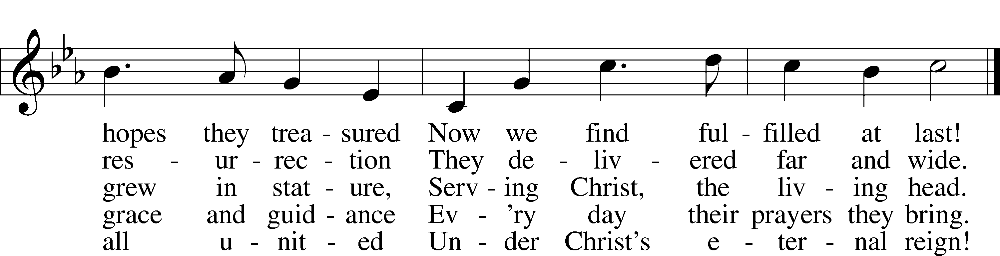 hopes they trea - sured Now we find ful - filled at last!
res - ur - rec - tion They de - liv - ered far and wide.
grew in stat - ure, Serv - ing Christ, the liv - ing head.
grace and guid - ance Ev - 'ry day their prayers they bring.
all u - nit - ed Un - der Christ's e - ter - nal reign!